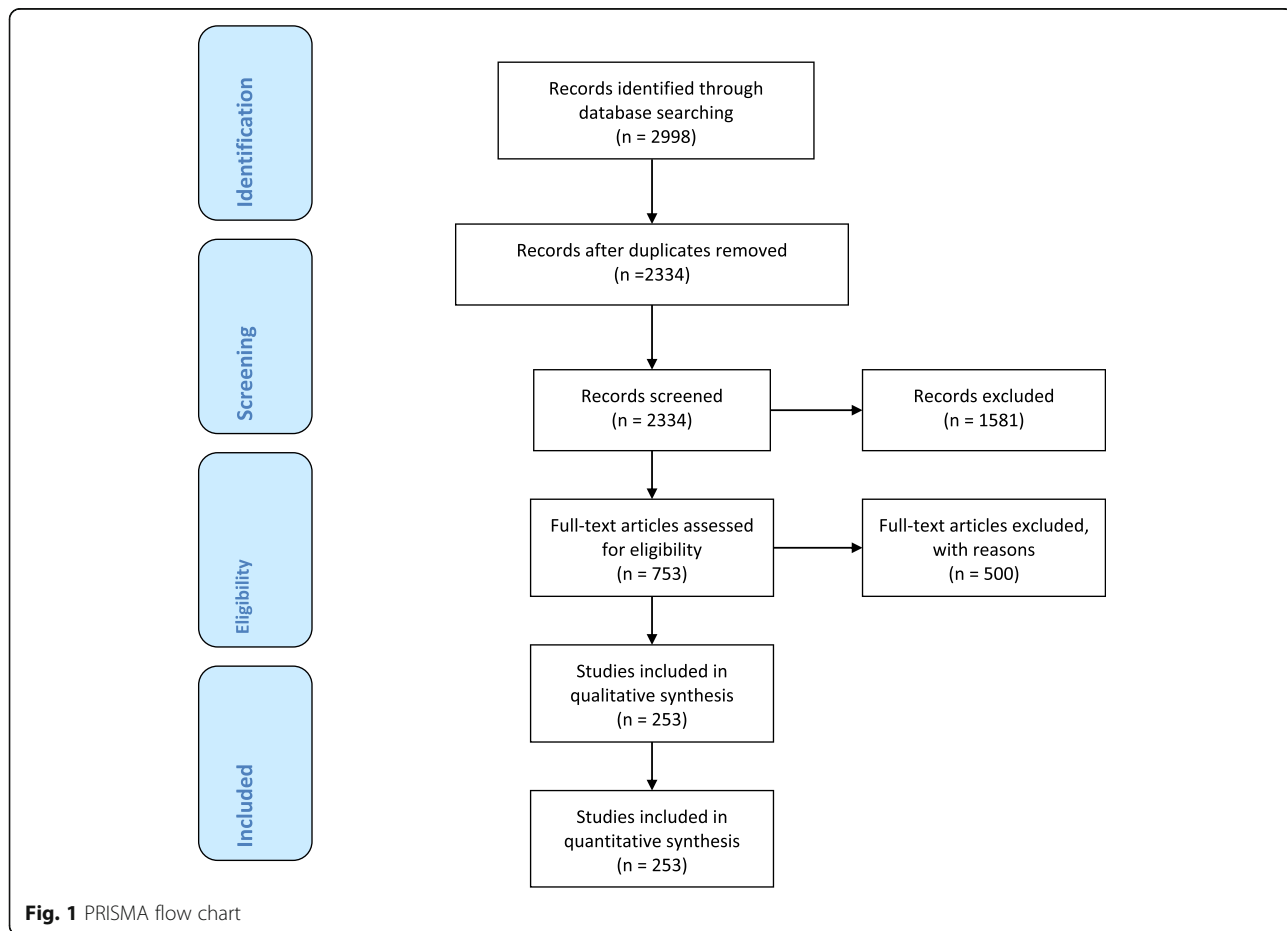 Identification
Records identified through
database searching
(n = 2998)
Records after duplicates removed
(n =2334)
Screening
Records screened
(n = 2334)
Records excluded
(n = 1581)
Eligibility
Full-text articles assessed
for eligibility
(n = 753)
Full-text articles excluded,
with reasons
(n = 500)
Studies included in
qualitative synthesis
(n = 253)
Included
Studies included in
quantitative synthesis
(n = 253)
Fig. 1 PRISMA flow chart